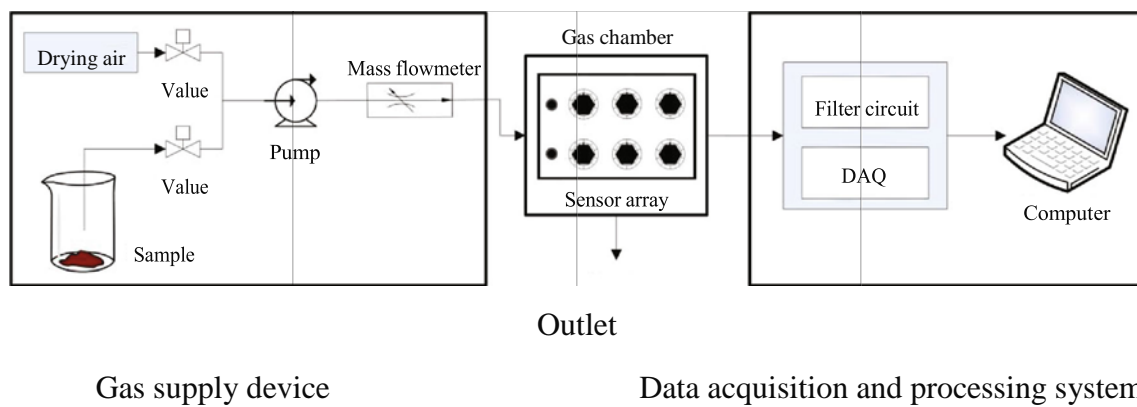 Drying air
Value
Value
Sample
Pump
Mass flowmeter
Gas chamber
Sensor array
Filter circuit
DAQ
Computer
Outlet
Gas supply device
Data acquisition and processing system